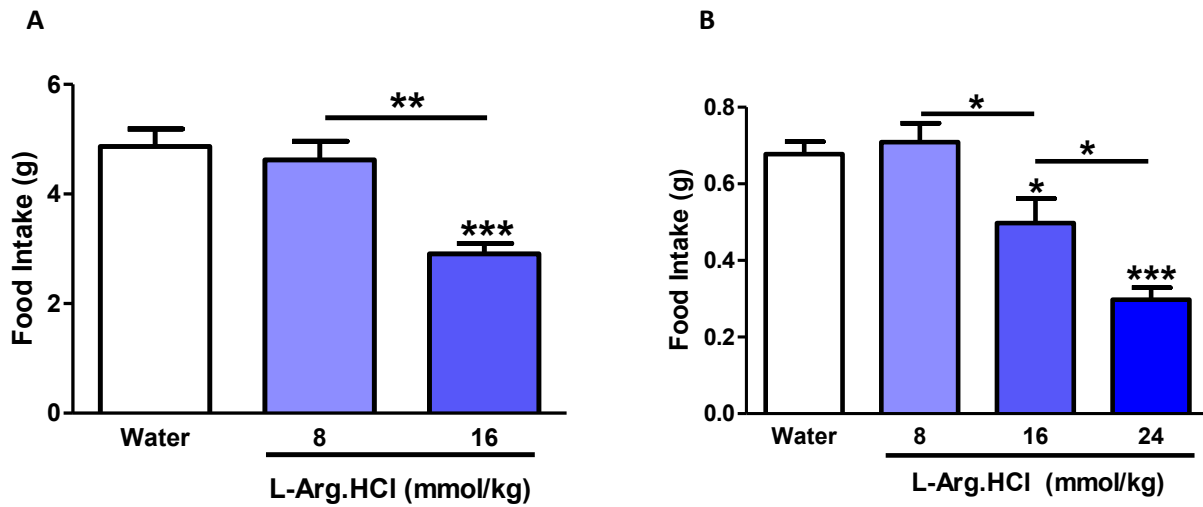 A
Food Intake (g)
6
4
2
0
**
***
Water
8
16
L-Arg.HCl (mmol/kg)
B
Food Intake (g)
0.8
0.6
0.4
0.2
0.0
*
*
*
***
Water
8
16
24
L-Arg.HCl (mmol/kg)